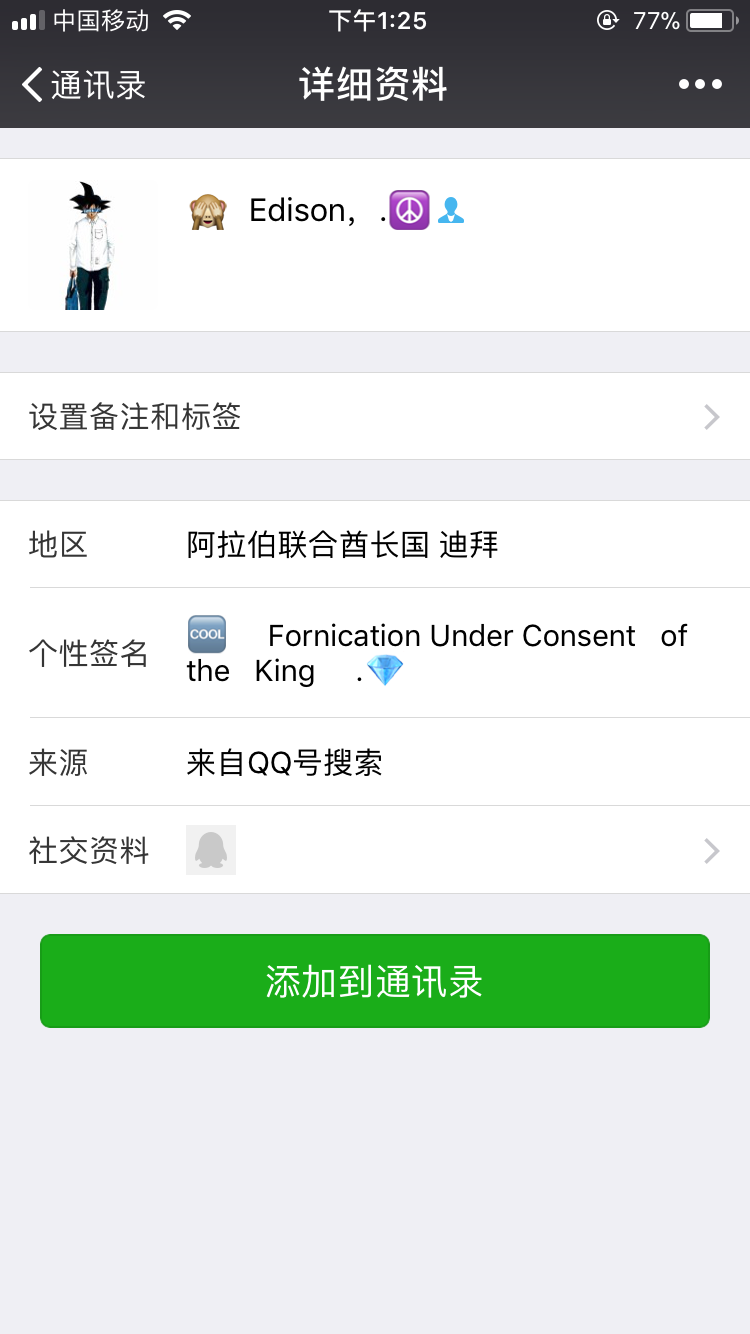 中国移动 下午1:25 77%
通讯录 详细资料
🙈 Edison，.☮️👤
设置备注和标签
地区 阿拉伯联合酋长国 迪拜
个性签名 🆒 Fornication Under Consent of
the King .💎
来源 来自QQ号搜索
社交资料
添加到通讯录